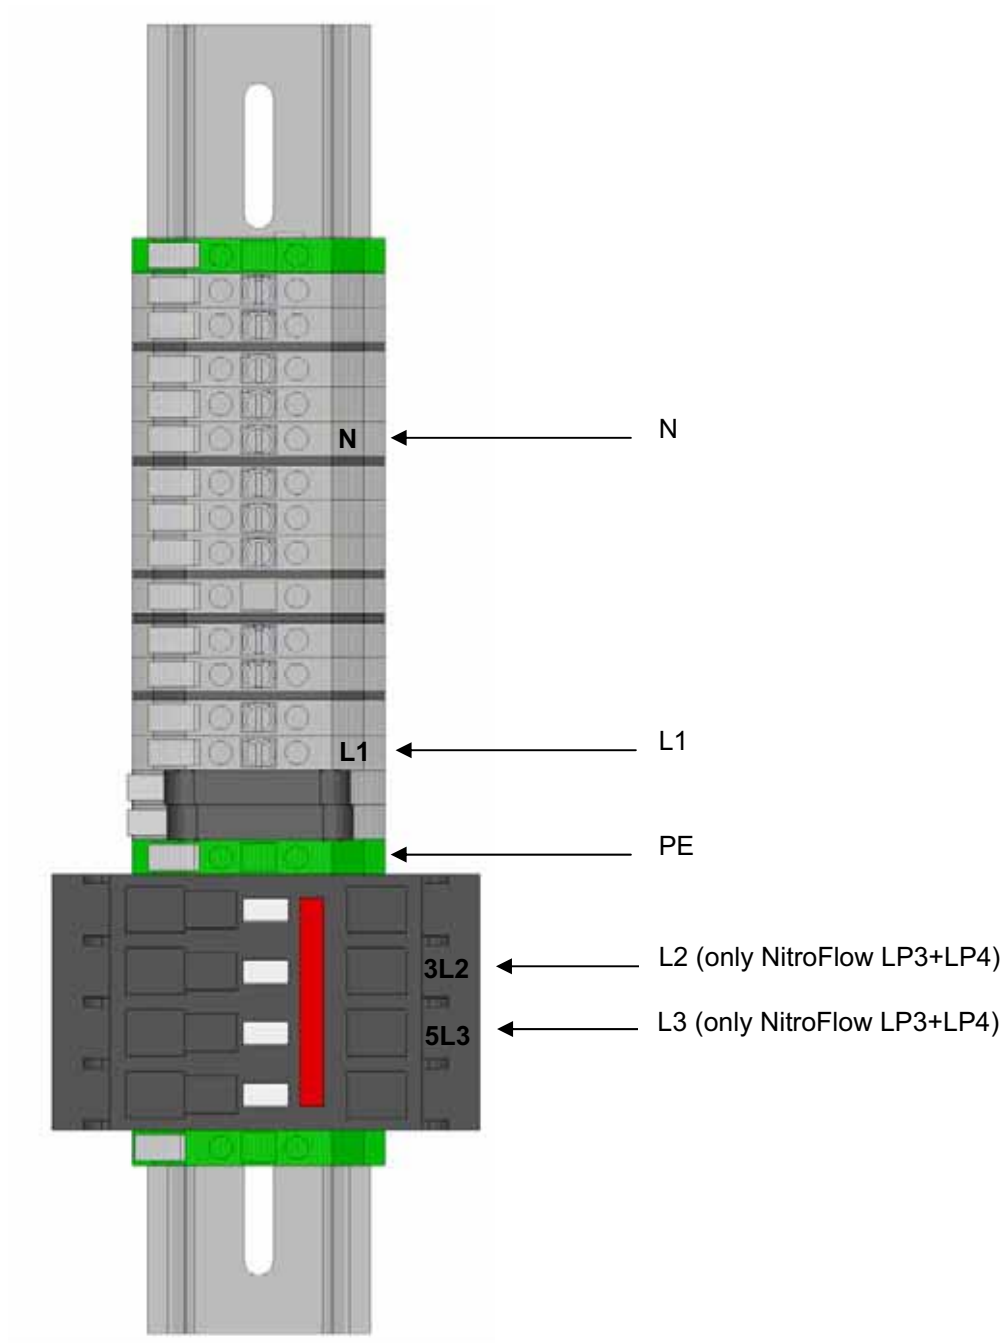 N N
L1 L1
PE
3L2 L2 (only NitroFlow LP3+LP4)
5L3 L3 (only NitroFlow LP3+LP4)